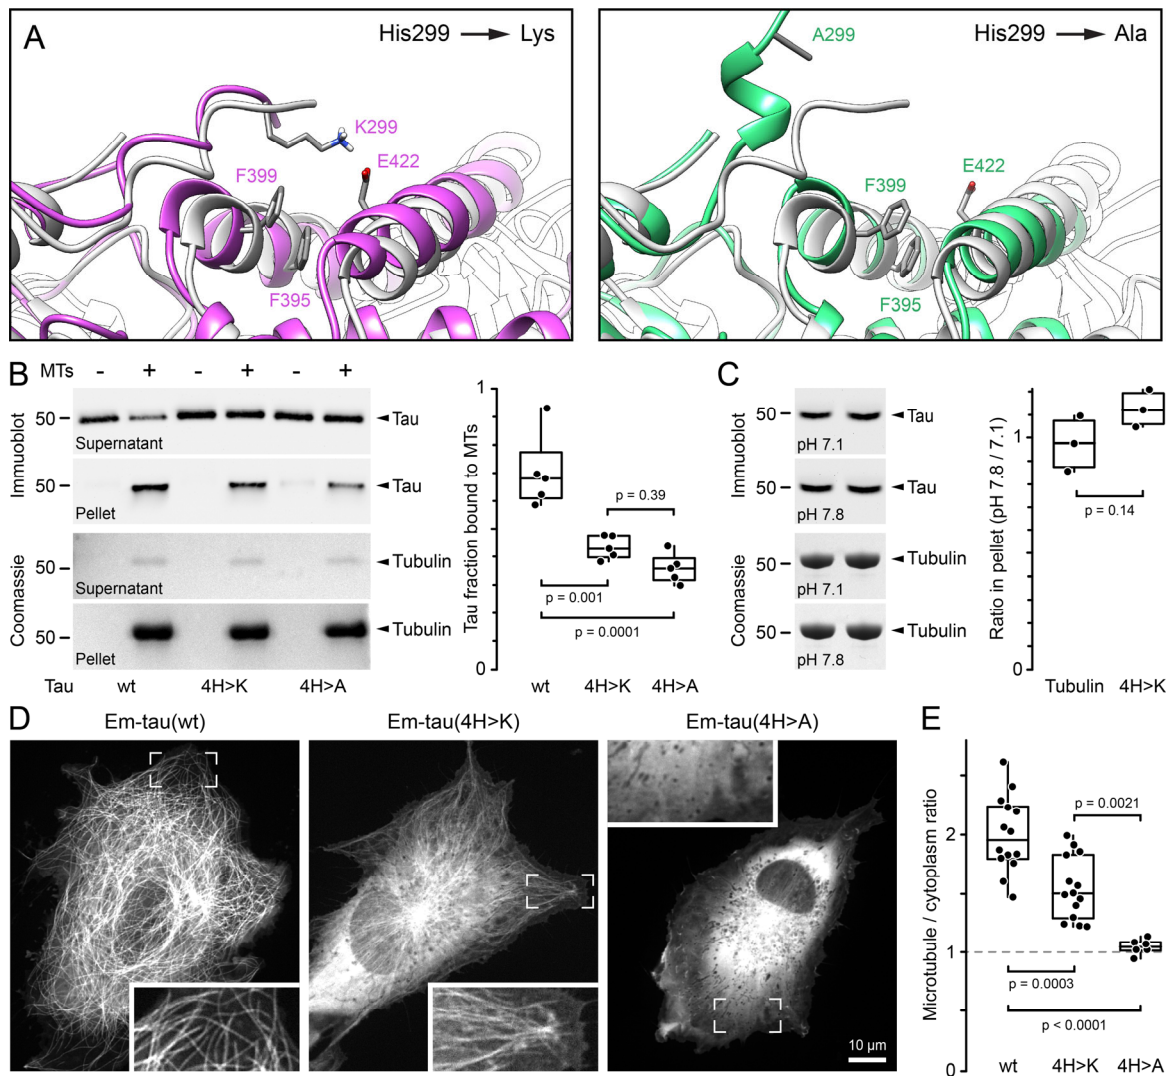 A
His299 → Lys
K299
E422
F399
F395
His299 → Ala
A299
E422
F399
F395
B
MTs - + - + - +
Immuoblot
50
Tau
Supernatant
50
Tau
Pellet
Coomassie
50
Tubulin
Supernatant
50
Tubulin
Pellet
Tau wt 4H>K 4H>A
Tau fraction bound to MTs
1
p = 0.39
p = 0.001
p = 0.0001
0
wt 4H>K 4H>A
C
Immuoblot
50
Tau
pH 7.1
50
Tau
pH 7.8
Coomassie
50
Tubulin
pH 7.1
50
Tubulin
pH 7.8
Ratio in pellet (pH 7.8 / 7.1)
1
p = 0.14
0
Tubulin 4H>K
D
Em-tau(wt)
Em-tau(4H>K)
Em-tau(4H>A)
10 µm
E
Microtubule / cytoplasm ratio
2
1
0
p = 0.0021
p = 0.0003
p < 0.0001
wt 4H>K 4H>A